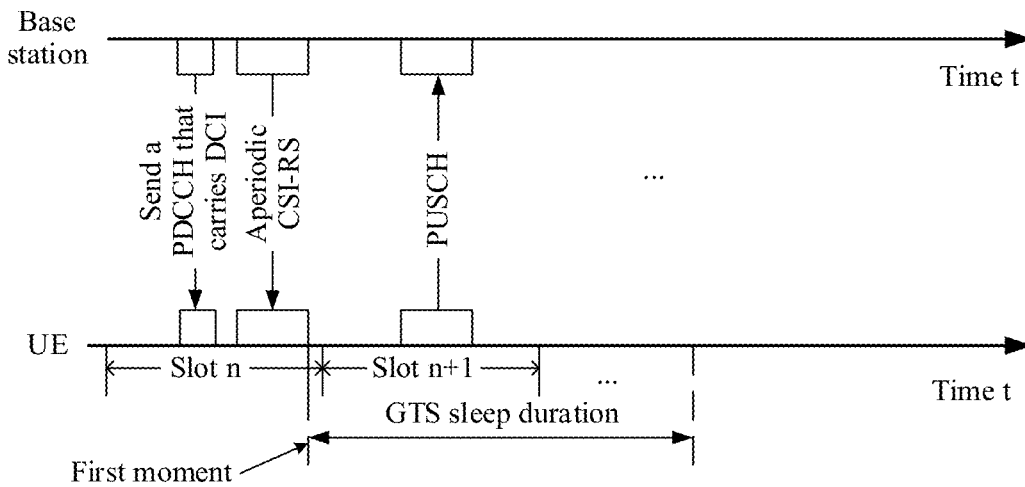 Base
station
Time t
Send a
PDCCH that
carries DCI
Aperiodic
CSI-RS
PUSCH
...
UE
Slot n
Slot n+1
...
Time t
GTS sleep duration
First moment